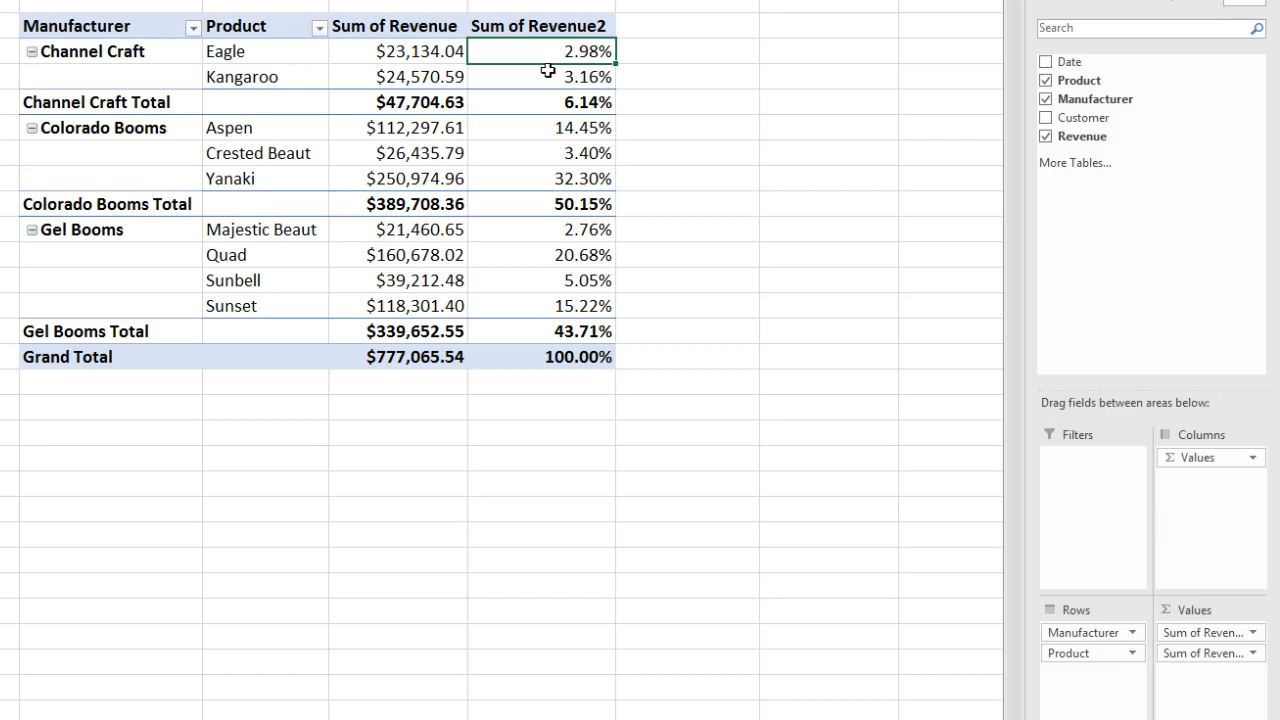 Manufacturer Product Sum of Revenue Sum of Revenue2
Channel Craft Eagle $23,134.04 2.98%
Kangaroo $24,570.59 3.16%
Channel Craft Total $47,704.63 6.14%
Colorado Booms Aspen $112,297.61 14.45%
Crested Beaut $26,435.79 3.40%
Yanaki $250,974.96 32.30%
Colorado Booms Total $389,708.36 50.15%
Gel Booms Majestic Beaut $21,460.65 2.76%
Quad $160,678.02 20.68%
Sunbell $39,212.48 5.05%
Sunset $118,301.40 15.22%
Gel Booms Total $339,652.55 43.71%
Grand Total $777,065.54 100.00%
Search
Date
Product
Manufacturer
Customer
Revenue
More Tables...
Drag fields between areas below:
Filters
Columns
Σ Values
Rows
Manufacturer
Product
Σ Values
Sum of Reven...
Sum of Reven...